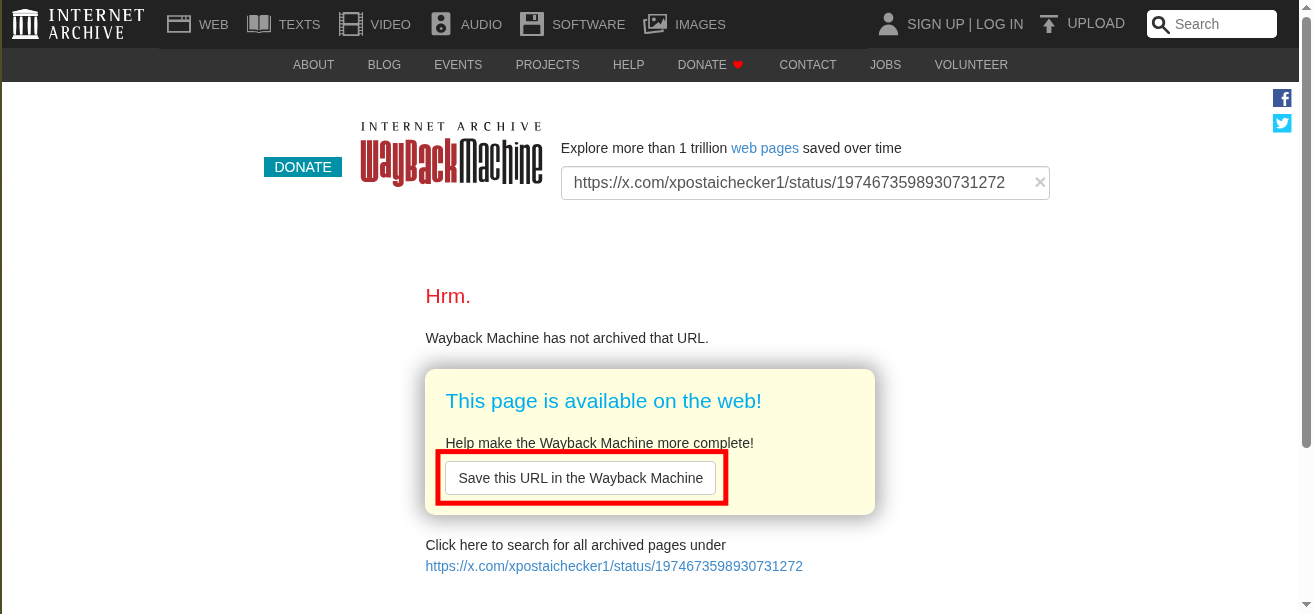 INTERNET ARCHIVE
WEB TEXTS VIDEO AUDIO SOFTWARE IMAGES SIGN UP | LOG IN UPLOAD Search
ABOUT BLOG EVENTS PROJECTS HELP DONATE CONTACT JOBS VOLUNTEER
DONATE
INTERNET ARCHIVE
WayBackMachine
Explore more than 1 trillion web pages saved over time
https://x.com/xpostaichecker1/status/1974673598930731272 ×
Hrm.
Wayback Machine has not archived that URL.
This page is available on the web!
Help make the Wayback Machine more complete!
Save this URL in the Wayback Machine
Click here to search for all archived pages under
https://x.com/xpostaichecker1/status/1974673598930731272